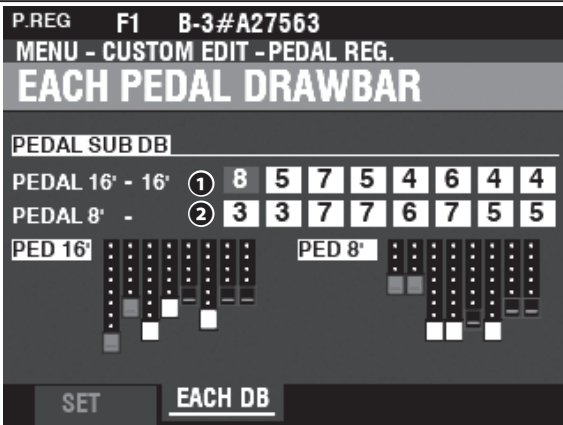 P.REG F1 B-3#A27563
MENU - CUSTOM EDIT - PEDAL REG.
EACH PEDAL DRAWBAR
PEDAL SUB DB
PEDAL 16' - 16' ❶ 8 5 7 5 4 6 4 4
PEDAL 8' - ❷ 3 3 7 7 6 7 5 5
PED 16' PED 8'
SET EACH DB